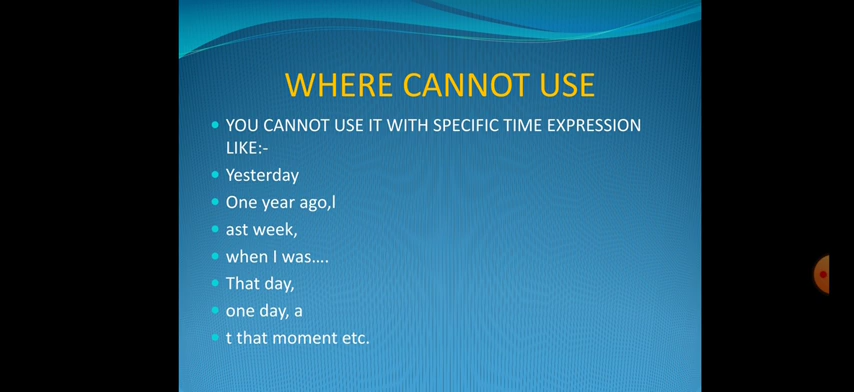 WHERE CANNOT USE
YOU CANNOT USE IT WITH SPECIFIC TIME EXPRESSION
LIKE:-
Yesterday
One year ago,l
ast week,
when I was....
That day,
one day, a
t that moment etc.